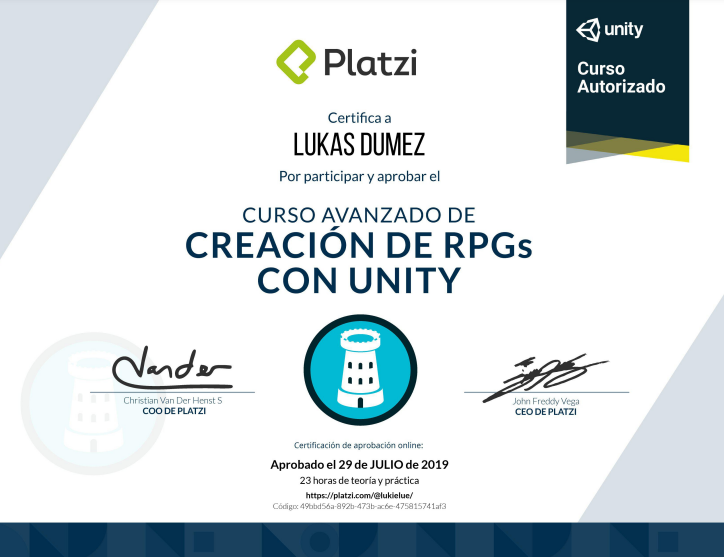 unity
Curso
Autorizado
Platzi
Certifica a
LUKAS DUMEZ
Por participar y aprobar el
CURSO AVANZADO DE
CREACIÓN DE RPGs
CON UNITY
Vander
Christian Van Der Henst S
COO DE PLATZI
John Freddy Vega
CEO DE PLATZI
Certificación de aprobación online:
Aprobado el 29 de JULIO de 2019
23 horas de teoría y práctica
https://platzi.com/@lukielue/
Código: 49bbd56a-892b-473b-ac6e-475815741af3